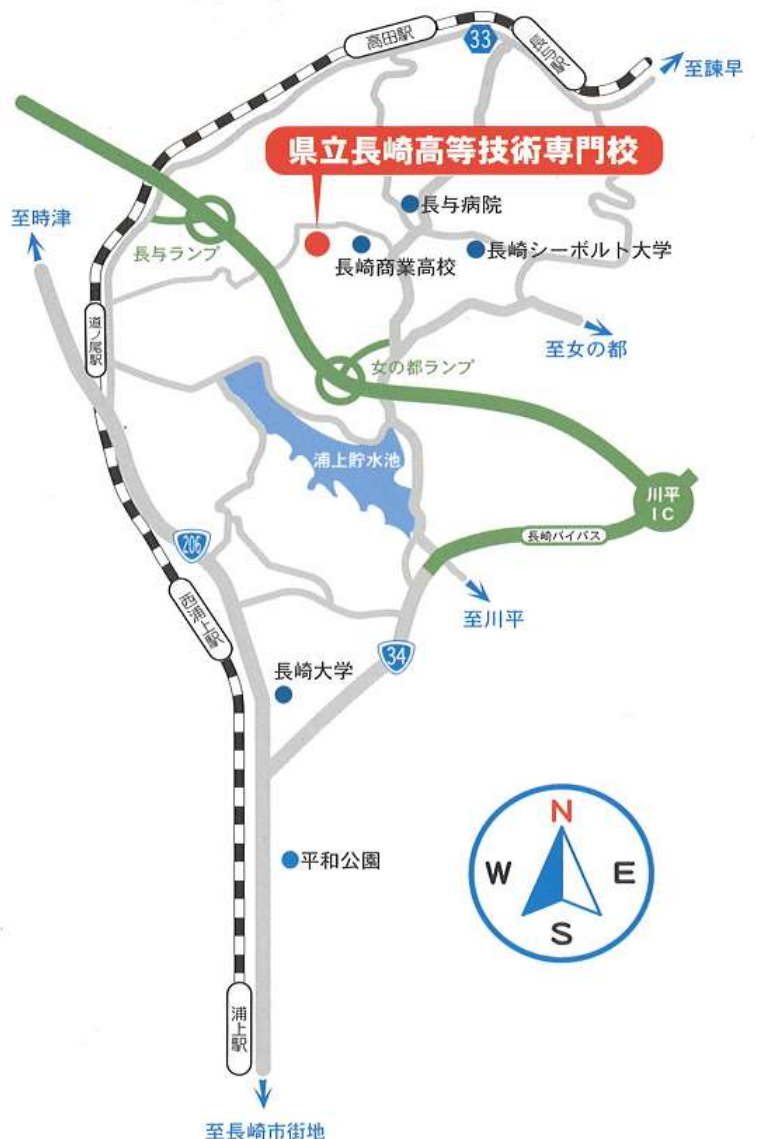 高田駅
33
長与駅
至諫早
県立長崎高等技術専門校
長与病院
至時津
長与ランプ
長崎商業高校
長崎シーボルト大学
道ノ尾駅
至女の都
女の都ランプ
浦上貯水池
川平
IC
長崎バイパス
206
西浦上駅
至川平
34
長崎大学
N
W
E
S
平和公園
浦上駅
至長崎市街地